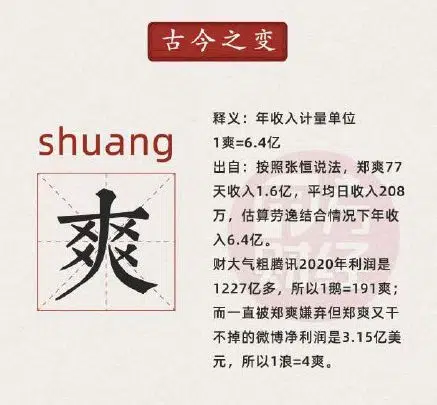 古今之变
shuang
爽
释义：年收入计量单位
1爽=6.4亿
出自：按照张恒说法，郑爽77
天收入1.6亿，平均日收入208
万，估算劳逸结合情况下年收
入6.4亿。
财大气粗腾讯2020年利润是
1227亿多，所以1鹅=191爽；
而一直被郑爽嫌弃但郑爽又干
不掉的微博净利润是3.15亿美
元，所以1浪=4爽。